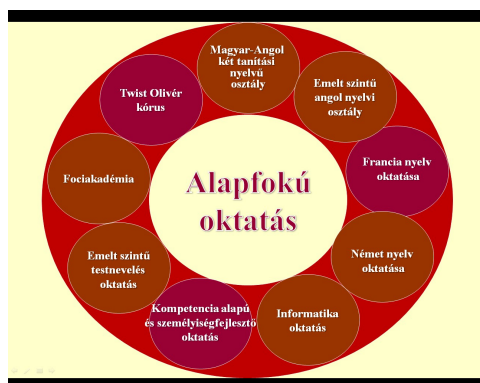 Alapfokú
oktatás
Magyar-Angol
két tanítási
nyelvű
osztály
Emelt szintű
angol nyelvi
osztály
Francia nyelv
oktatása
Német nyelv
oktatása
Informatika
oktatás
Kompetencia alapú
és személyiségfejlesztő
oktatás
Emelt szintű
testnevelés
oktatás
Fociakadémia
Twist Olivér
kórus